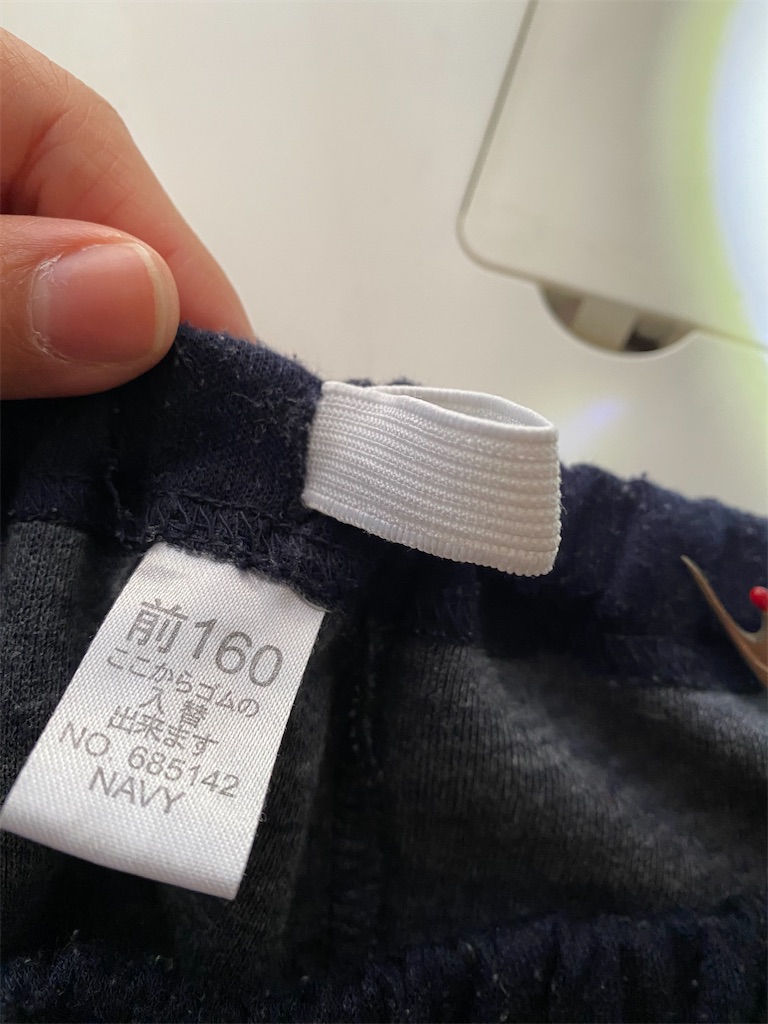 前160
ここからゴムの
入替
出来ます
NO 685142
NAVY